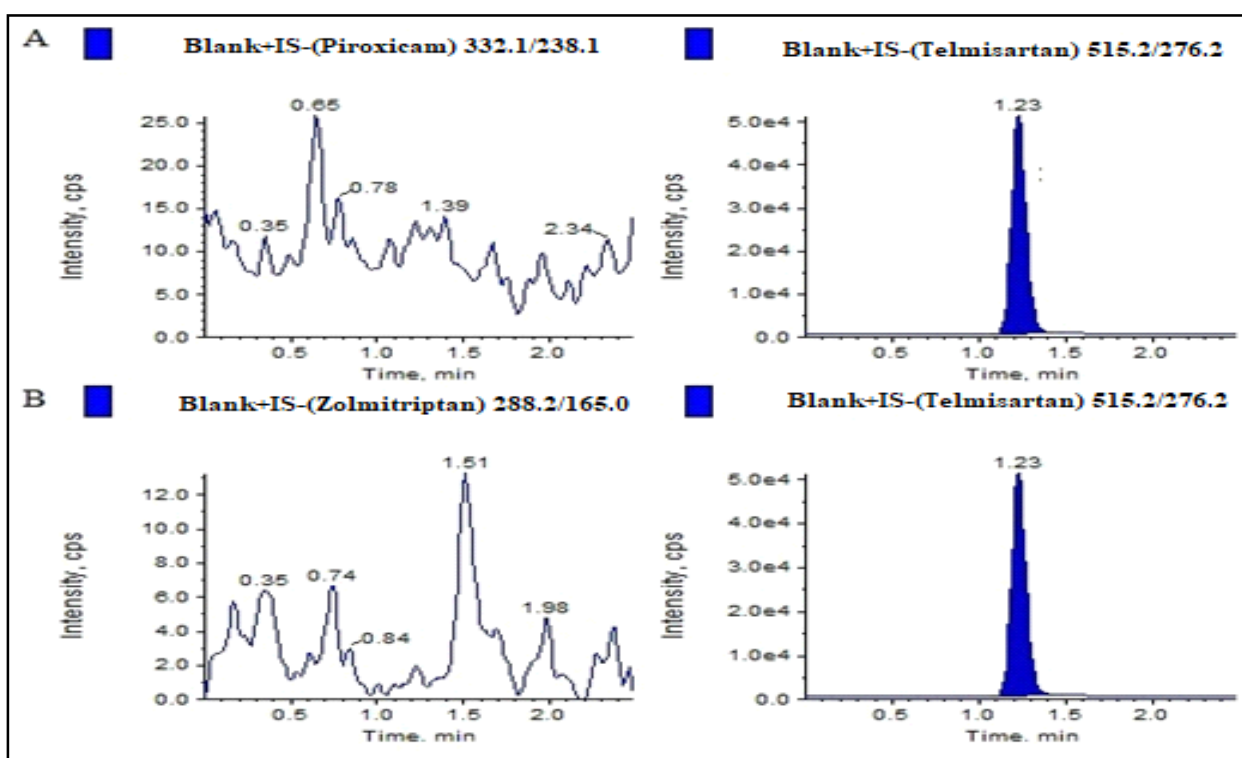 A
Blank+IS-(Piroxicam) 332.1/238.1
Blank+IS-(Telmisartan) 515.2/276.2
Intensity, cps
25.0
20.0
15.0
10.0
5.0
0.0
0.65
0.35
0.78
1.39
2.34
0.5
1.0
1.5
2.0
Time, min
Intensity, cps
5.0e4
4.0e4
3.0e4
2.0e4
1.0e4
0.0
1.23
0.5
1.0
1.5
2.0
Time, min
B
Blank+IS-(Zolmitriptan) 288.2/165.0
Blank+IS-(Telmisartan) 515.2/276.2
Intensity, cps
12.0
10.0
8.0
6.0
4.0
2.0
0.0
0.35
0.74
0.84
1.51
1.98
0.5
1.0
1.5
2.0
Time, min
Intensity, cps
5.0e4
4.0e4
3.0e4
2.0e4
1.0e4
0.0
1.23
0.5
1.0
1.5
2.0
Time, min